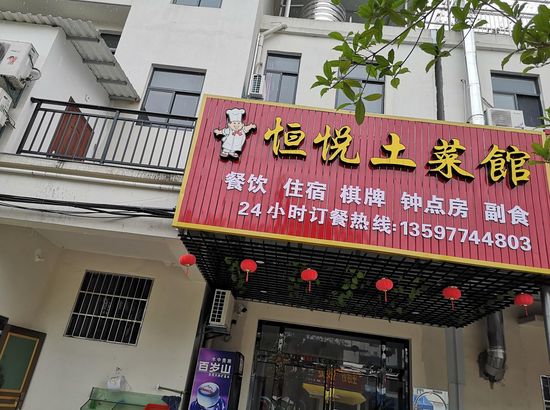 恒悦土菜馆
餐饮 住宿 棋牌 钟点房 副食
24小时订餐热线:13597744803
百岁山